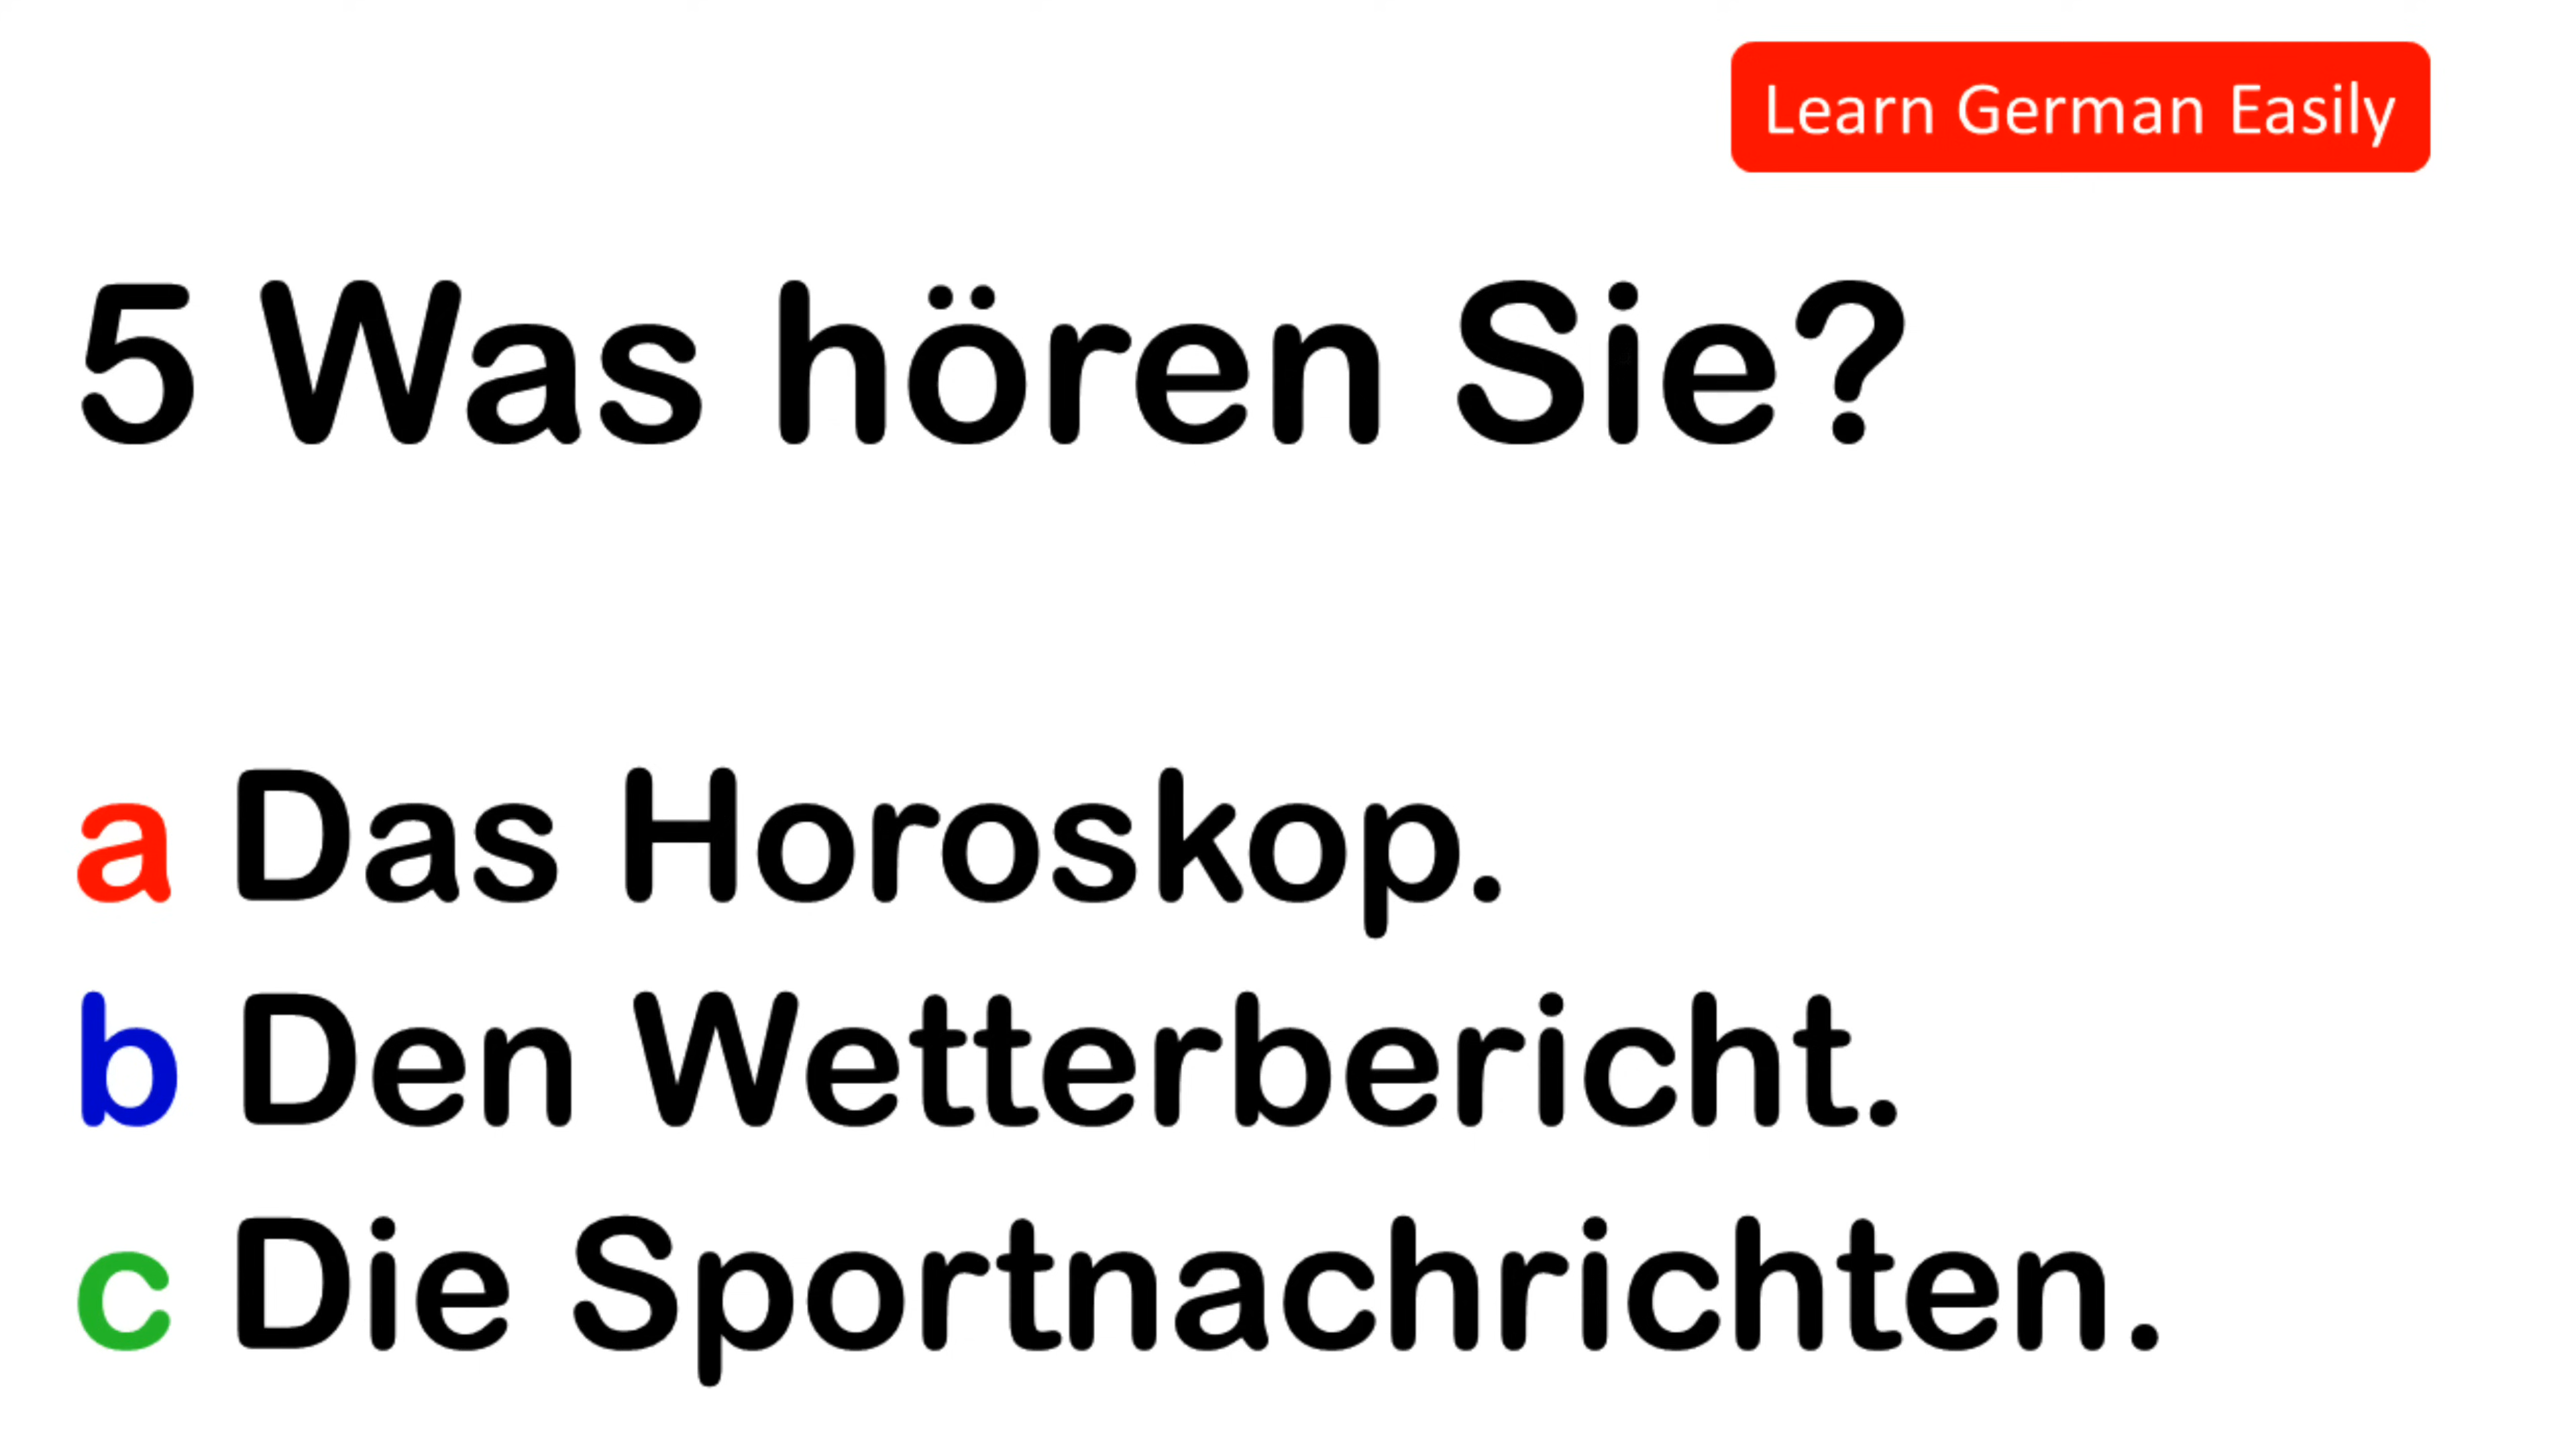 Learn German Easily
5 Was hören Sie?
a Das Horoskop.
b Den Wetterbericht.
c Die Sportnachrichten.